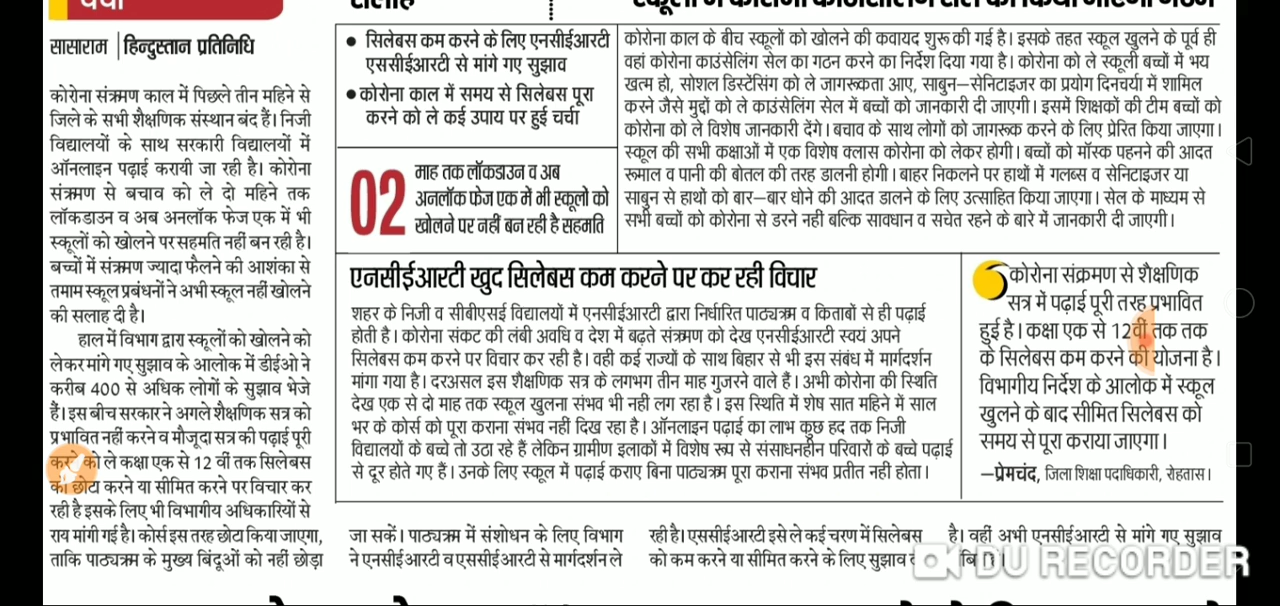 चर्चा
सासाराम | हिन्दुस्तान प्रतिनिधि
कोरोना संक्रमण काल में पिछले तीन महिने से
जिले के सभी शैक्षणिक संस्थान बंद हैं। निजी
विद्यालयों के साथ सरकारी विद्यालयों में
ऑनलाइन पढ़ाई करायी जा रही है। कोरोना
संक्रमण से बचाव को ले दो महिने तक
लॉकडाउन व अब अनलॉक फेज एक में भी
स्कूलों को खोलने पर सहमति नहीं बन रही है।
बच्चों में संक्रमण ज्यादा फैलने की आशंका से
तमाम स्कूल प्रबंधनों ने अभी स्कूल नहीं खोलने
की सलाह दी है।
हाल में विभाग द्वारा स्कूलों को खोलने को
लेकर मांगे गए सुझाव के आलोक में डीईओ ने
करीब 400 से अधिक लोगों के सुझाव भेजे
हैं। इस बीच सरकार ने अगले शैक्षणिक सत्र को
प्रभावित नहीं करने व मौजूदा सत्र की पढ़ाई पूरी
करने को ले कक्षा एक से 12 वीं तक सिलेबस
को छोटा करने या सीमित करने पर विचार कर
रही है इसके लिए भी विभागीय अधिकारियों से
राय मांगी गई है। कोर्स इस तरह छोटा किया जाएगा,
ताकि पाठ्यक्रम के मुख्य बिंदूओं को नहीं छोड़ा
सलाह
• सिलेबस कम करने के लिए एनसीईआरटी
एससीईआरटी से मांगे गए सुझाव
• कोरोना काल में समय से सिलेबस पूरा
करने को ले कई उपाय पर हुई चर्चा
02 माह तक लॉकडाउन व अब
अनलॉक फेज एक में भी स्कूलों को
खोलने पर नहीं बन रही है सहमति
कोरोना काल के बीच स्कूलों को खोलने की कवायद शुरू की गई है। इसके तहत स्कूल खुलने के पूर्व ही
वहां कोरोना काउंसेलिंग सेल का गठन करने का निर्देश दिया गया है। कोरोना को ले स्कूली बच्चों में भय
खत्म हो, सोशल डिस्टेंसिंग को ले जागरूकता आए, साबुन–सेनिटाइजर का प्रयोग दिनचर्या में शामिल
करने जैसे मुद्दों को ले काउंसेलिंग सेल में बच्चों को जानकारी दी जाएगी। इसमें शिक्षकों की टीम बच्चों को
कोरोना को ले विशेष जानकारी देंगे। बचाव के साथ लोगों को जागरूक करने के लिए प्रेरित किया जाएगा।
स्कूल की सभी कक्षाओं में एक विशेष क्लास कोरोना को लेकर होगी। बच्चों को मॉस्क पहनने की आदत
रूमाल व पानी की बोतल की तरह डालनी होगी। बाहर निकलने पर हाथों में गलब्स व सेनिटाइजर या
साबुन से हाथों को बार–बार धोने की आदत डालने के लिए उत्साहित किया जाएगा। सेल के माध्यम से
सभी बच्चों को कोरोना से डरने नही बल्कि सावधान व सचेत रहने के बारे में जानकारी दी जाएगी।
एनसीईआरटी खुद सिलेबस कम करने पर कर रही विचार
शहर के निजी व सीबीएसई विद्यालयों में एनसीईआरटी द्वारा निर्धारित पाठ्यक्रम व किताबों से ही पढ़ाई
होती है। कोरोना संकट की लंबी अवधि व देश में बढ़ते संक्रमण को देख एनसीईआरटी स्वयं अपने
सिलेबस कम करने पर विचार कर रही है। वही कई राज्यों के साथ बिहार से भी इस संबंध में मार्गदर्शन
मांगा गया है। दरअसल इस शैक्षणिक सत्र के लगभग तीन माह गुजरने वाले हैं। अभी कोरोना की स्थिति
देख एक से दो माह तक स्कूल खुलना संभव भी नही लग रहा है। इस स्थिति में शेष सात महिने में साल
भर के कोर्स को पूरा कराना संभव नहीं दिख रहा है। ऑनलाइन पढ़ाई का लाभ कुछ हद तक निजी
विद्यालयों के बच्चे तो उठा रहे हैं लेकिन ग्रामीण इलाकों में विशेष रूप से संसाधनहीन परिवारों के बच्चे पढ़ाई
से दूर होते गए हैं। उनके लिए स्कूल में पढ़ाई कराए बिना पाठ्यक्रम पूरा कराना संभव प्रतीत नही होता।
कोरोना संक्रमण से शैक्षणिक
सत्र में पढ़ाई पूरी तरह प्रभावित
हुई है। कक्षा एक से 12वीं तक तक
के सिलेबस कम करने की योजना है।
विभागीय निर्देश के आलोक में स्कूल
खुलने के बाद सीमित सिलेबस को
समय से पूरा कराया जाएगा।
–प्रेमचंद, जिला शिक्षा पदाधिकारी, रोहतास।
जा सकें। पाठ्यक्रम में संशोधन के लिए विभाग
ने एनसीईआरटी व एससीईआरटी से मार्गदर्शन ले
रही है। एससीईआरटी इसे ले कई चरण में सिलेबस
को कम करने या सीमित करने के लिए सुझाव
है। वहीं अभी एनसीईआरटी से मांगे गए सुझाव
DU RECORDER